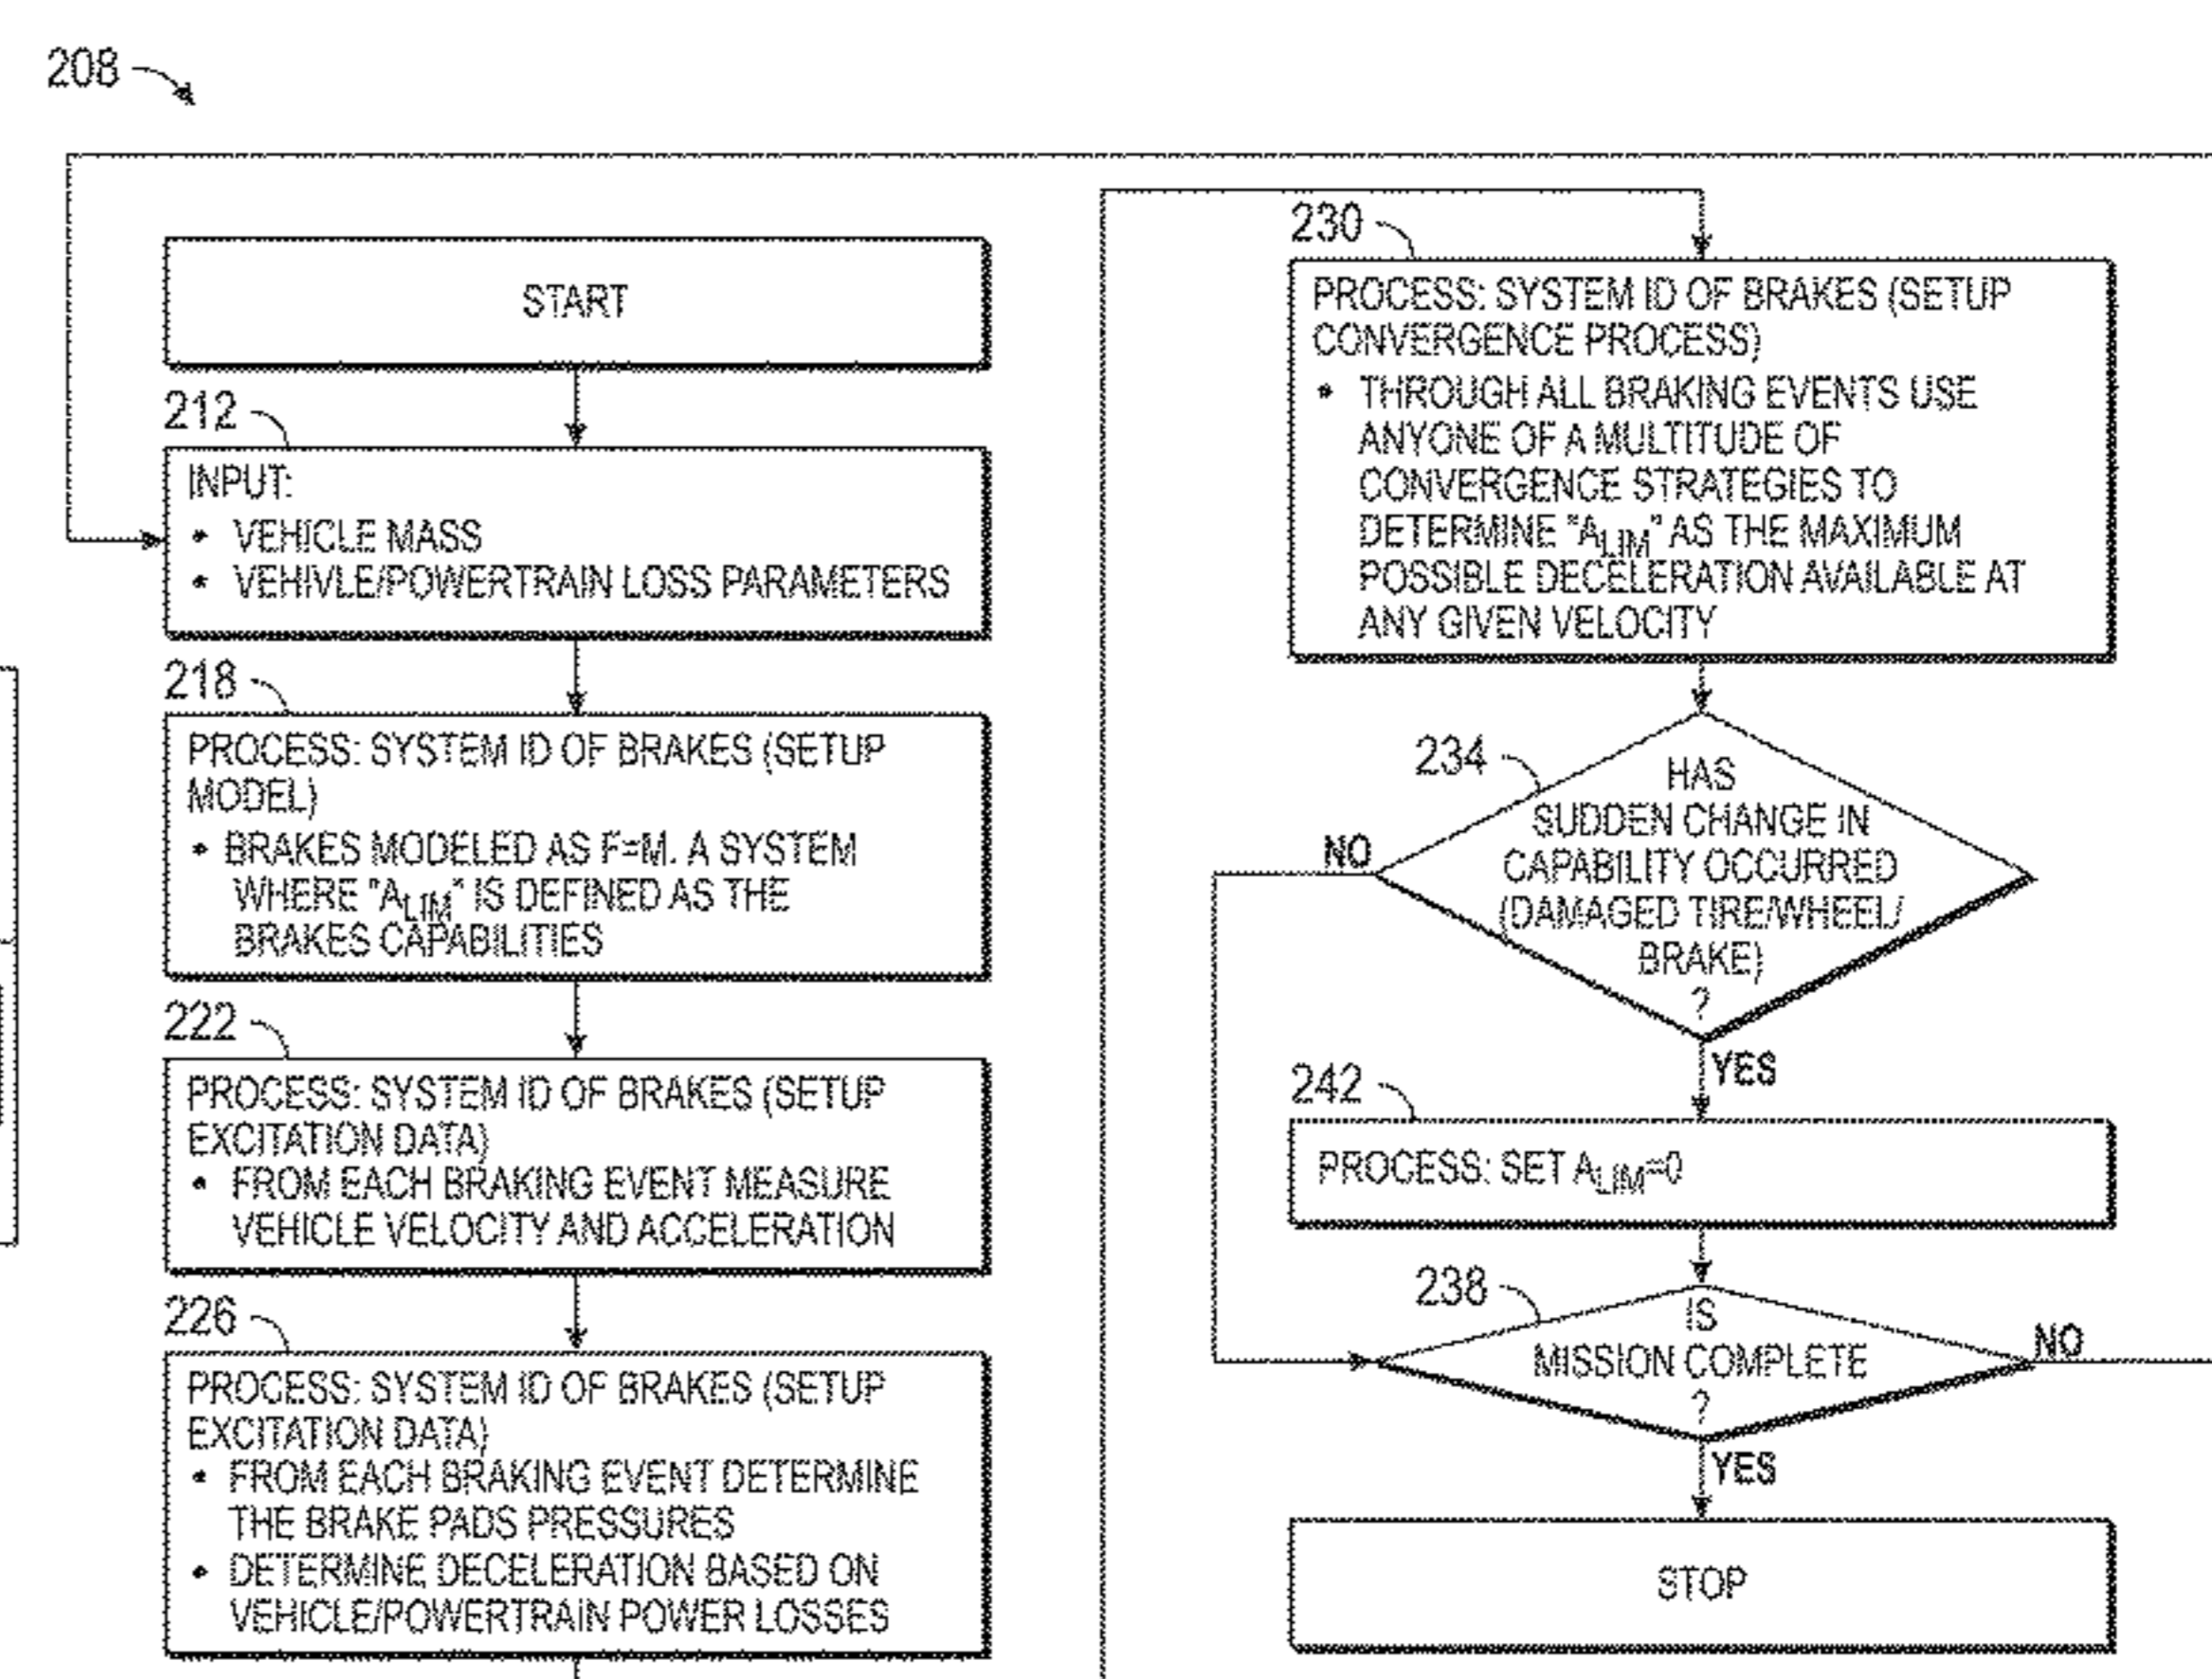 208
START
212
INPUT:
• VEHICLE MASS
• VEHIVLE/POWERTRAIN LOSS PARAMETERS
218
PROCESS: SYSTEM ID OF BRAKES (SETUP
MODEL)
• BRAKES MODELED AS F=M. A SYSTEM
WHERE "ALIM" IS DEFINED AS THE
BRAKES CAPABILITIES
222
PROCESS: SYSTEM ID OF BRAKES (SETUP
EXCITATION DATA)
• FROM EACH BRAKING EVENT MEASURE
VEHICLE VELOCITY AND ACCELERATION
226
PROCESS: SYSTEM ID OF BRAKES (SETUP
EXCITATION DATA)
• FROM EACH BRAKING EVENT DETERMINE
THE BRAKE PADS PRESSURES
• DETERMINE DECELERATION BASED ON
VEHICLE/POWERTRAIN POWER LOSSES
230
PROCESS: SYSTEM ID OF BRAKES (SETUP
CONVERGENCE PROCESS)
• THROUGH ALL BRAKING EVENTS USE
ANYONE OF A MULTITUDE OF
CONVERGENCE STRATEGIES TO
DETERMINE "ALIM" AS THE MAXIMUM
POSSIBLE DECELERATION AVAILABLE AT
ANY GIVEN VELOCITY
234
HAS
SUDDEN CHANGE IN
CAPABILITY OCCURRED
(DAMAGED TIRE/WHEEL/
BRAKE)
?
NO
YES
242
PROCESS: SET ALIM=0
238
IS
MISSION COMPLETE
?
NO
YES
STOP